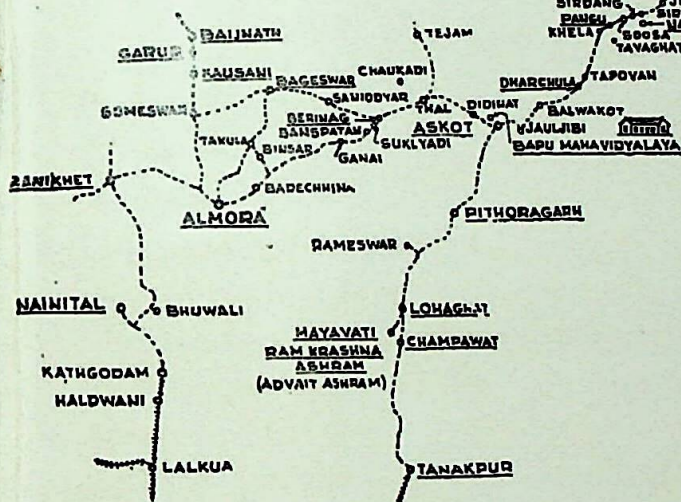 SIRDANG
PANGU
KHELA
SOOSA
TAVAGHAT
BAIJNATH
TEJAM
GARUR
KAUSANI
CHAUKADI
BAGESWAR
DHARCHULA
TAPOVAN
SANIODYAR
THAL
DIDIHAT
BALWAKOT
SOMESWAR
BERINAG
ASKOT
JAULJIBI
BANSPATAN
SUKLYADI
BAPU MAHAVIDYALAYA
TAKULA
BINSAR
GANAI
RANIKHET
BARECHHINA
ALMORA
PITHORAGARH
RAMESWAR
NAINITAL
BHUWALI
LOHAGHAT
MAYAVATI
RAM KRASHNA
ASHRAM
(ADVAIT ASHRAM)
CHAMPAWAT
KATHGODAM
HALDWANI
LALKUA
TANAKPUR